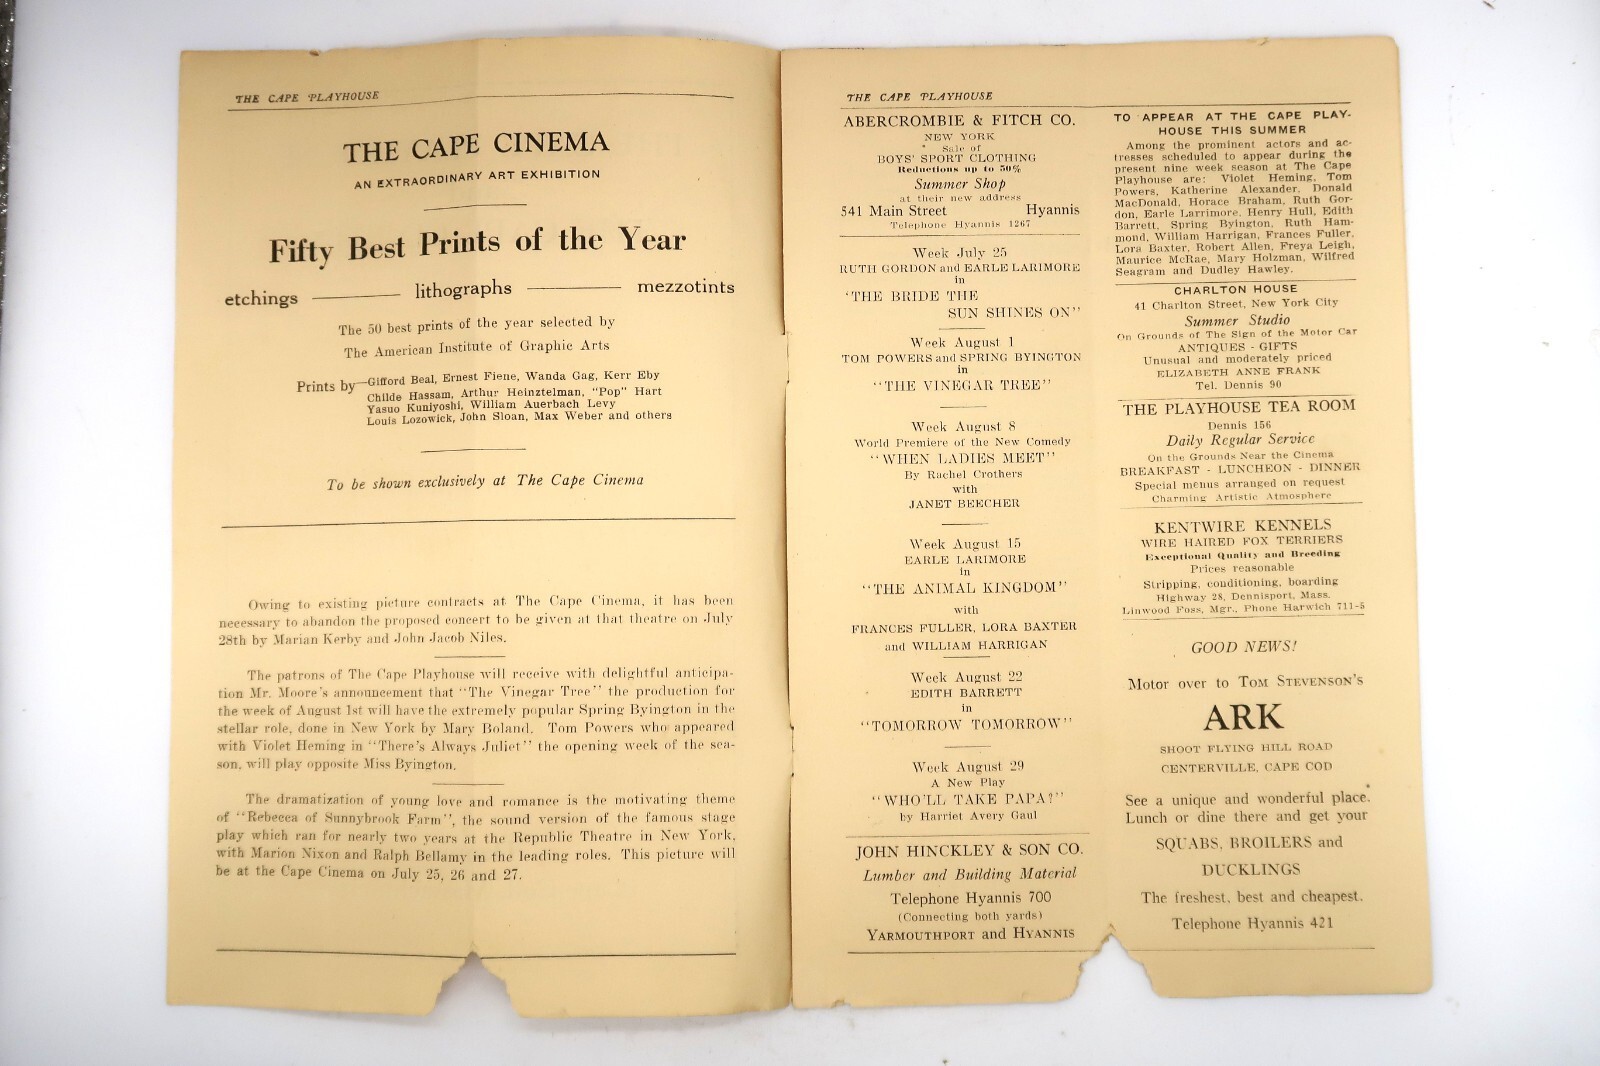 THE CAPE PLAYHOUSE
THE CAPE CINEMA
AN EXTRAORDINARY ART EXHIBITION
Fifty Best Prints of the Year
etchings lithographs mezzotints
The 50 best prints of the year selected by
The American Institute of Graphic Arts
Prints by—Gifford Beal, Ernest Fiene, Wanda Gag, Kerr Eby
Childe Hassam, Arthur Heinztelman, "Pop" Hart
Yasuo Kuniyoshi, William Auerbach Levy
Louis Lozowick, John Sloan, Max Weber and others
To be shown exclusively at The Cape Cinema
Owing to existing picture contracts at The Cape Cinema, it has been
necessary to abandon the proposed concert to be given at that theatre on July
28th by Marian Kerby and John Jacob Niles.
The patrons of The Cape Playhouse will receive with delightful anticipa-
tion Mr. Moore's announcement that "The Vinegar Tree" the production for
the week of August 1st will have the extremely popular Spring Byington in the
stellar role, done in New York by Mary Boland. Tom Powers who appeared
with Violet Heming in "There's Always Juliet" the opening week of the sea-
son, will play opposite Miss Byington.
The dramatization of young love and romance is the motivating theme
of "Rebecca of Sunnybrook Farm", the sound version of the famous stage
play which ran for nearly two years at the Republic Theatre in New York,
with Marion Nixon and Ralph Bellamy in the leading roles. This picture will
be at the Cape Cinema on July 25, 26 and 27.
THE CAPE PLAYHOUSE
ABERCROMBIE & FITCH CO.
NEW YORK
Sale of
BOYS' SPORT CLOTHING
Reductions up to 50%
Summer Shop
at their new address
541 Main Street Hyannis
Telephone Hyannis 1267
Week July 25
RUTH GORDON and EARLE LARIMORE
in
'THE BRIDE THE
SUN SHINES ON"
Week August 1
TOM POWERS and SPRING BYINGTON
in
"THE VINEGAR TREE"
Week August 8
World Premiere of the New Comedy
"WHEN LADIES MEET"
By Rachel Crothers
with
JANET BEECHER
Week August 15
EARLE LARIMORE
in
"THE ANIMAL KINGDOM"
with
FRANCES FULLER, LORA BAXTER
and WILLIAM HARRIGAN
Week August 22
EDITH BARRETT
in
"TOMORROW TOMORROW"
Week August 29
A New Play
"WHO'LL TAKE PAPA?"
by Harriet Avery Gaul
JOHN HINCKLEY & SON CO.
Lumber and Building Material
Telephone Hyannis 700
(Connecting both yards)
YARMOUTHPORT and HYANNIS
TO APPEAR AT THE CAPE PLAY-
HOUSE THIS SUMMER
Among the prominent actors and ac-
tresses scheduled to appear during the
present nine week season at The Cape
Playhouse are: Violet Heming, Tom
Powers, Katherine Alexander, Donald
MacDonald, Horace Braham, Ruth Gor-
don, Earle Larrimore, Henry Hull, Edith
Barrett, Spring Byington, Ruth Ham-
mond, William Harrigan, Frances Fuller,
Lora Baxter, Robert Allen, Freya Leigh,
Maurice McRae, Mary Holzman, Wilfred
Seagram and Dudley Hawley.
CHARLTON HOUSE
41 Charlton Street, New York City
Summer Studio
On Grounds of The Sign of the Motor Car
ANTIQUES - GIFTS
Unusual and moderately priced
ELIZABETH ANNE FRANK
Tel. Dennis 90
THE PLAYHOUSE TEA ROOM
Dennis 156
Daily Regular Service
On the Grounds Near the Cinema
BREAKFAST - LUNCHEON - DINNER
Special menus arranged on request
Charming Artistic Atmosphere
KENTWIRE KENNELS
WIRE HAIRED FOX TERRIERS
Exceptional Quality and Breeding
Prices reasonable
Stripping, conditioning, boarding
Highway 28, Dennisport, Mass.
Linwood Foss, Mgr., Phone Harwich 711-5
GOOD NEWS!
Motor over to TOM STEVENSON'S
ARK
SHOOT FLYING HILL ROAD
CENTERVILLE, CAPE COD
See a unique and wonderful place.
Lunch or dine there and get your
SQUABS, BROILERS and
DUCKLINGS
The freshest, best and cheapest.
Telephone Hyannis 421